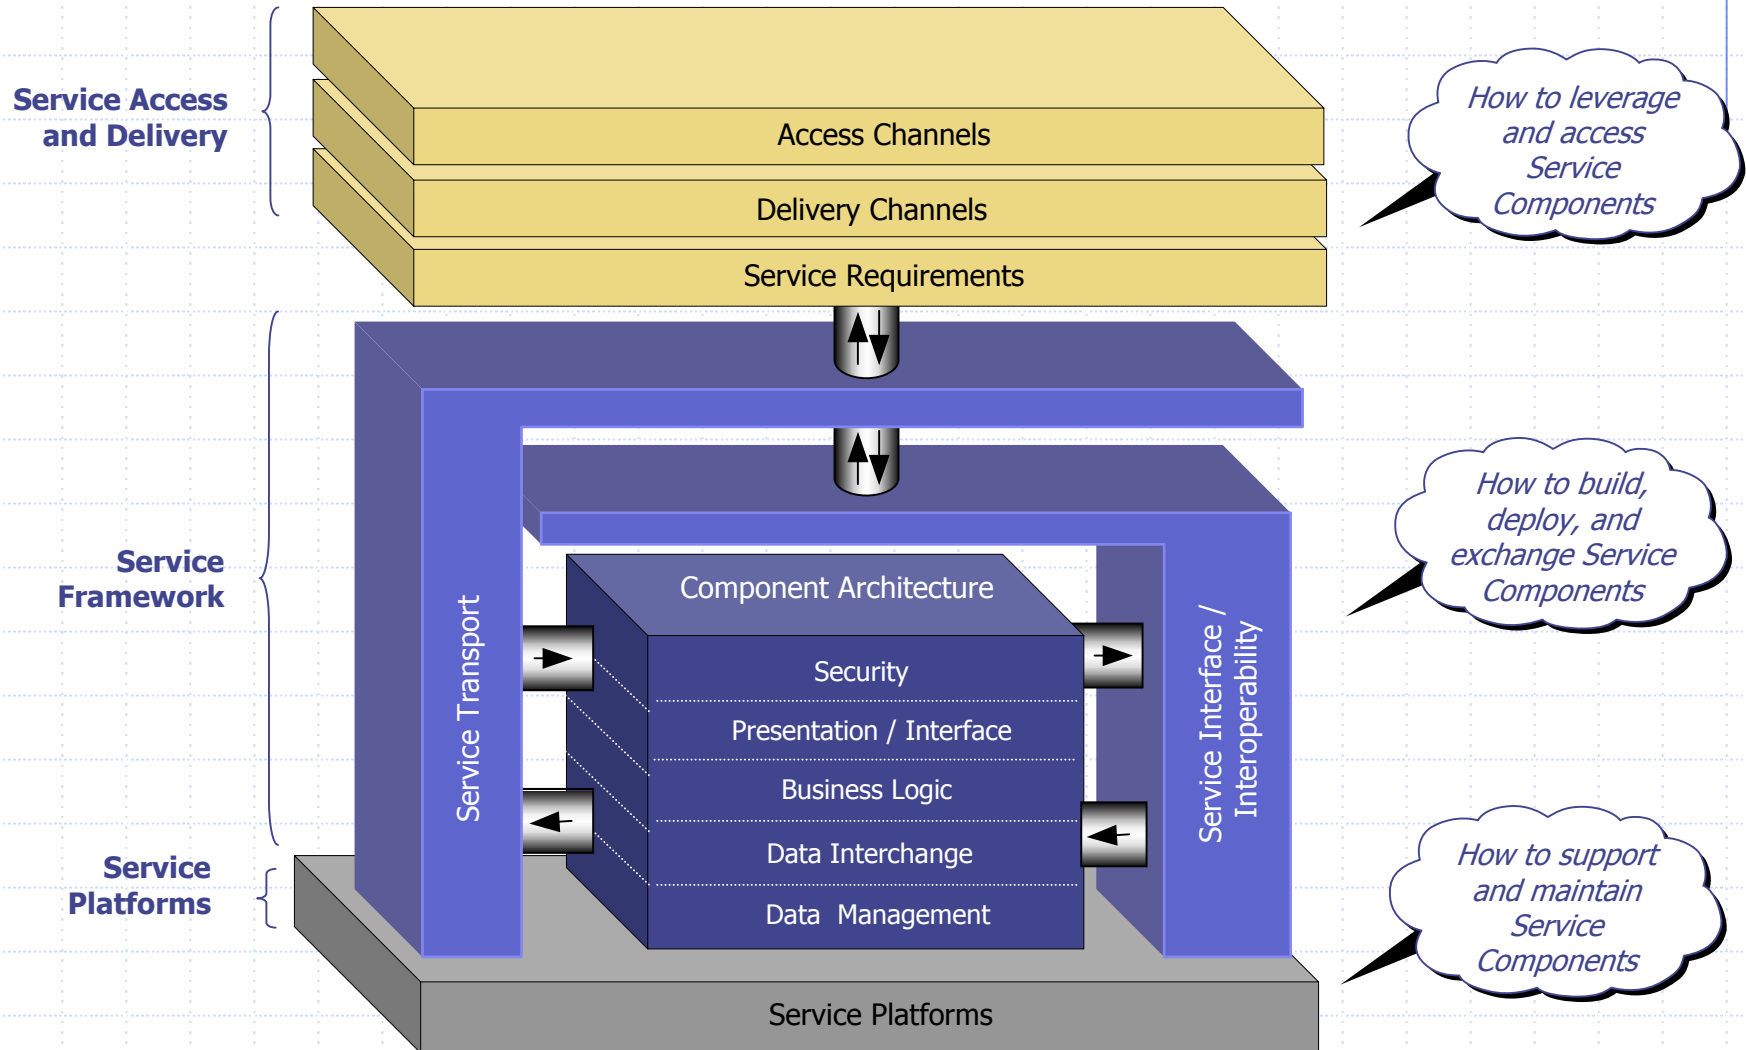 Service Access
and Delivery
Access Channels
Delivery Channels
Service Requirements
How to leverage
and access
Service
Components
Service
Framework
Service Transport
Component Architecture
Security
Presentation / Interface
Business Logic
Data Interchange
Data Management
Service Interface /
Interoperability
How to build,
deploy, and
exchange Service
Components
Service
Platforms
Service Platforms
How to support
and maintain
Service
Components